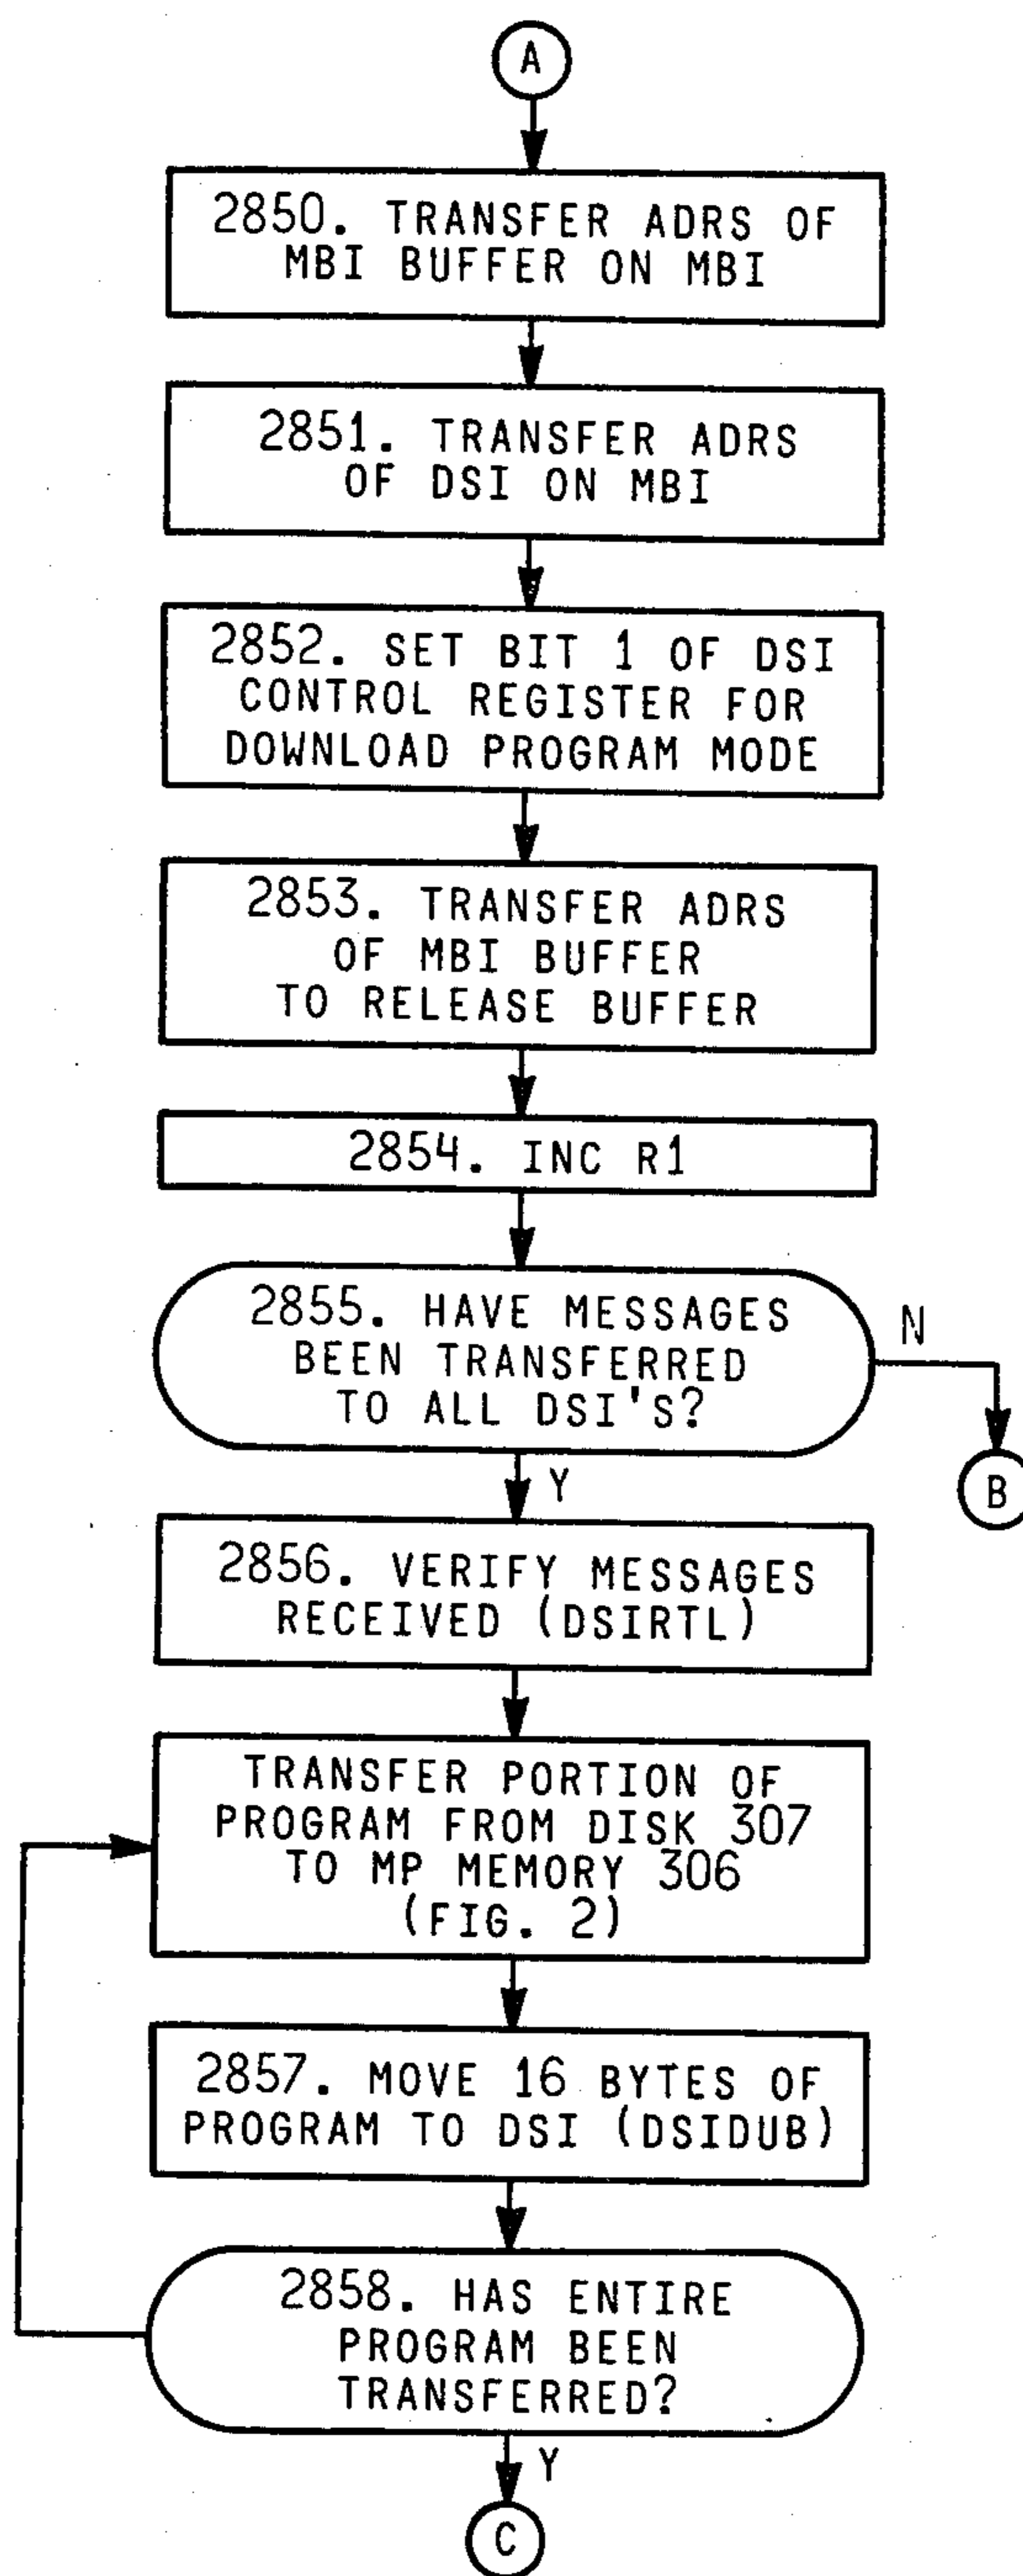 A
2850. TRANSFER ADRS OF
MBI BUFFER ON MBI
2851. TRANSFER ADRS
OF DSI ON MBI
2852. SET BIT 1 OF DSI
CONTROL REGISTER FOR
DOWNLOAD PROGRAM MODE
2853. TRANSFER ADRS
OF MBI BUFFER
TO RELEASE BUFFER
2854. INC R1
2855. HAVE MESSAGES
BEEN TRANSFERRED
TO ALL DSI'S?
N
B
Y
2856. VERIFY MESSAGES
RECEIVED (DSIRTL)
TRANSFER PORTION OF
PROGRAM FROM DISK 307
TO MP MEMORY 306
(FIG. 2)
2857. MOVE 16 BYTES OF
PROGRAM TO DSI (DSIDUB)
2858. HAS ENTIRE
PROGRAM BEEN
TRANSFERRED?
Y
C